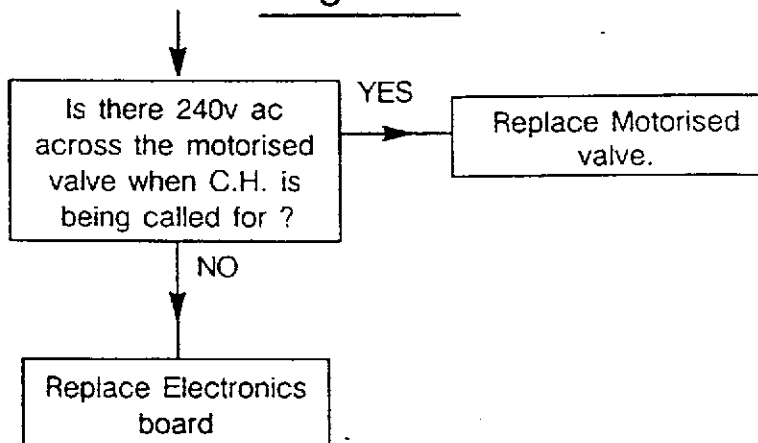 Is there 240v ac
across the motorised
valve when C.H. is
being called for ?
YES
Replace Motorised
valve.
NO
Replace Electronics
board